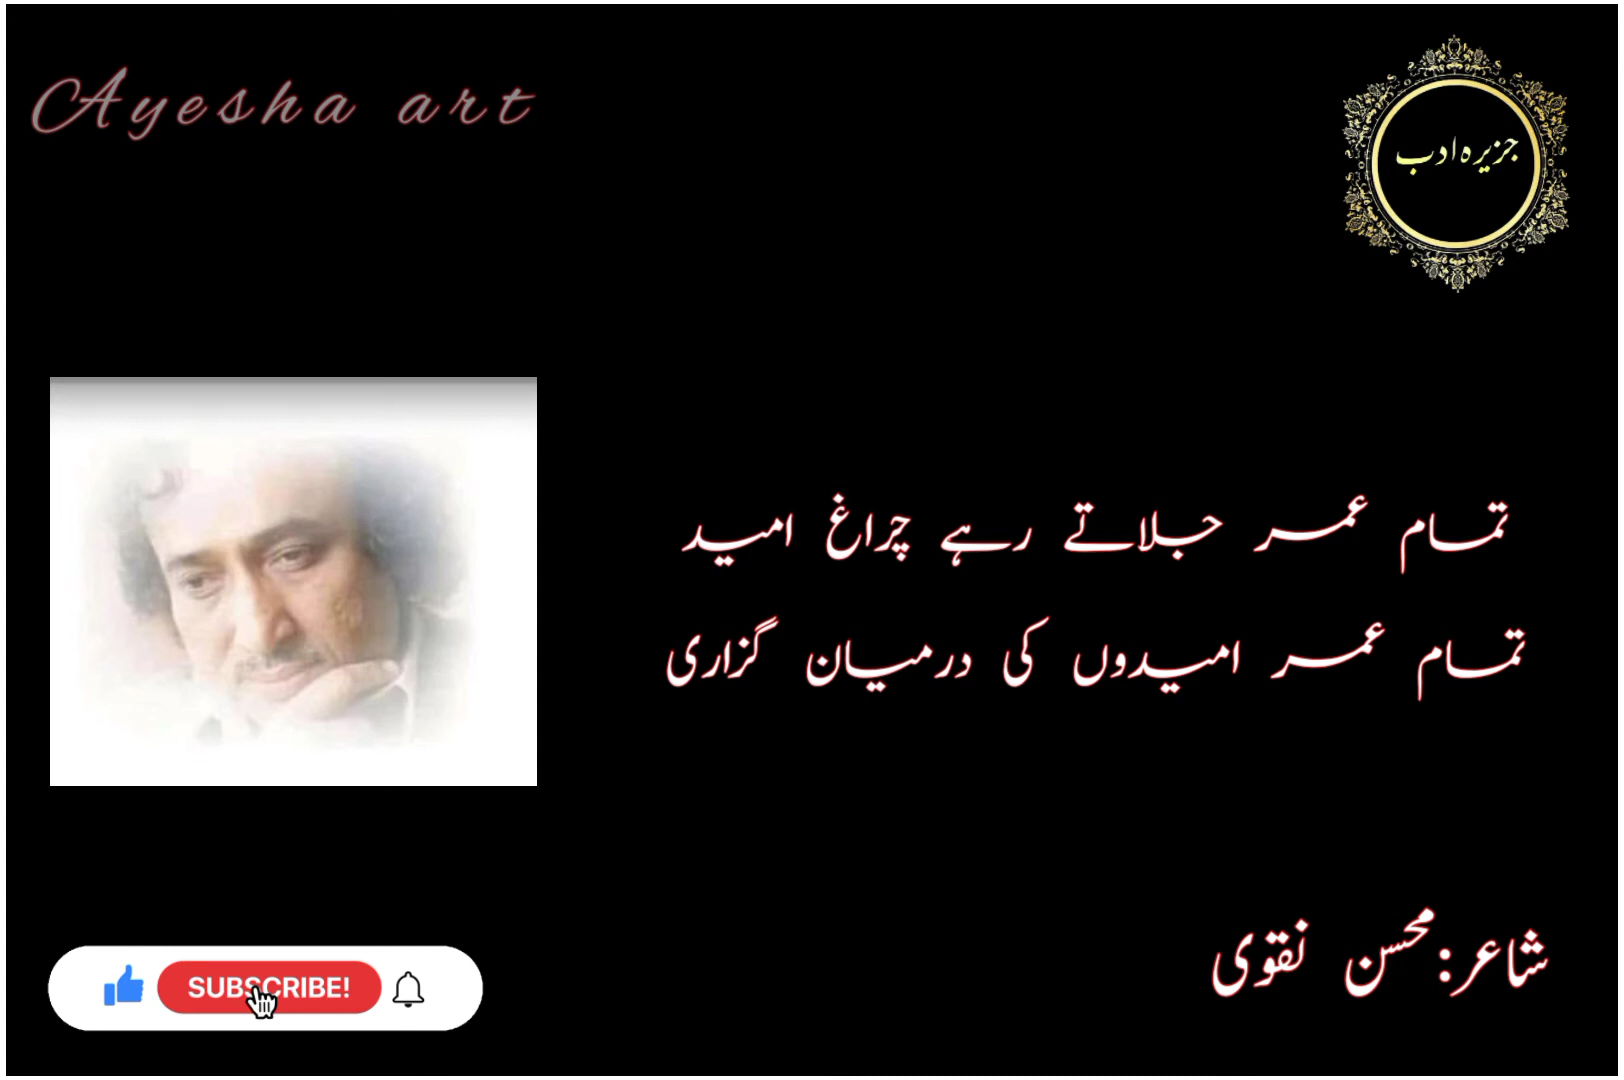 Ayesha art
جزیرہ ادب
تمام عمر جلاتے رہے چراغ امید
تمام عمر امیدوں کی درمیان گزاری
شاعر:محسن نقوی
SUBSCRIBE!